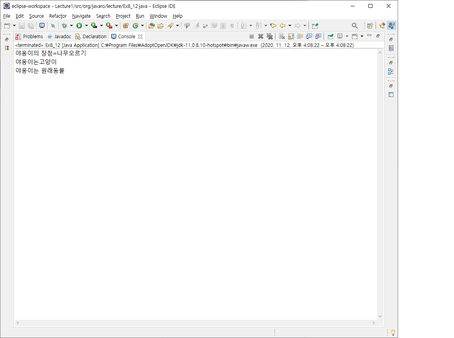 eclipse-workspace - Lecture1/src/org/javaro/lecture/Ex8_12.java - Eclipse IDE
File Edit Source Refactor Navigate Search Project Run Window Help
Problems Javadoc Declaration Console
<terminated> Ex8_12 [Java Application] C:\Program Files\AdoptOpenJDK\jdk-11.0.8.10-hotspot\bin\javaw.exe (2020. 11. 12. 오후 4:08:22 – 오후 4:08:22)
야옹이의 장점=나무오르기
야옹이는고양이
야옹이는 원래동물